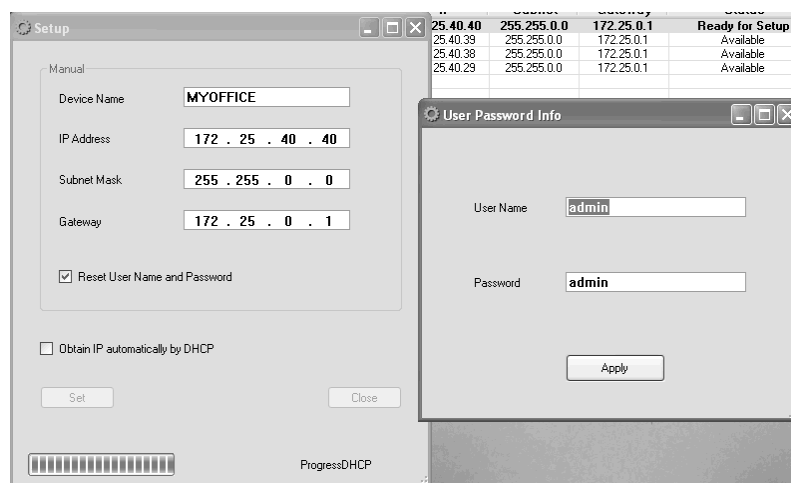 Setup
Manual
Device Name MYOFFICE
IP Address 172 . 25 . 40 . 40
Subnet Mask 255 . 255 . 0 . 0
Gateway 172 . 25 . 0 . 1
Reset User Name and Password
Obtain IP automatically by DHCP
Set Close
ProgressDHCP
Subnet Gateway Status
25.40.40 255.255.0.0 172.25.0.1 Ready for Setup
25.40.39 255.255.0.0 172.25.0.1 Available
25.40.38 255.255.0.0 172.25.0.1 Available
25.40.29 255.255.0.0 172.25.0.1 Available
User Password Info
User Name admin
Password admin
Apply